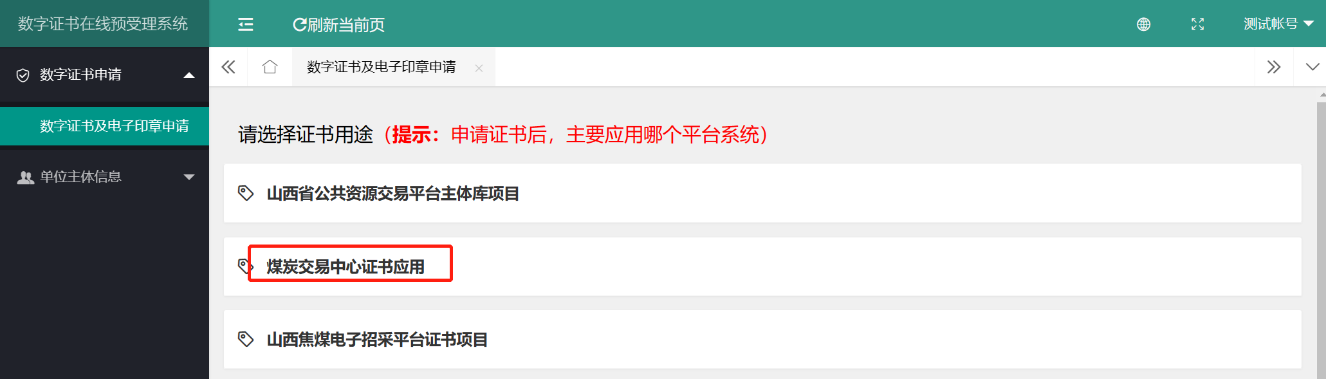 数字证书在线预受理系统
刷新当前页
测试帐号
数字证书申请
数字证书及电子印章申请
数字证书及电子印章申请
单位主体信息
请选择证书用途（提示：申请证书后，主要应用哪个平台系统）
山西省公共资源交易平台主体库项目
煤炭交易中心证书应用
山西焦煤电子招采平台证书项目